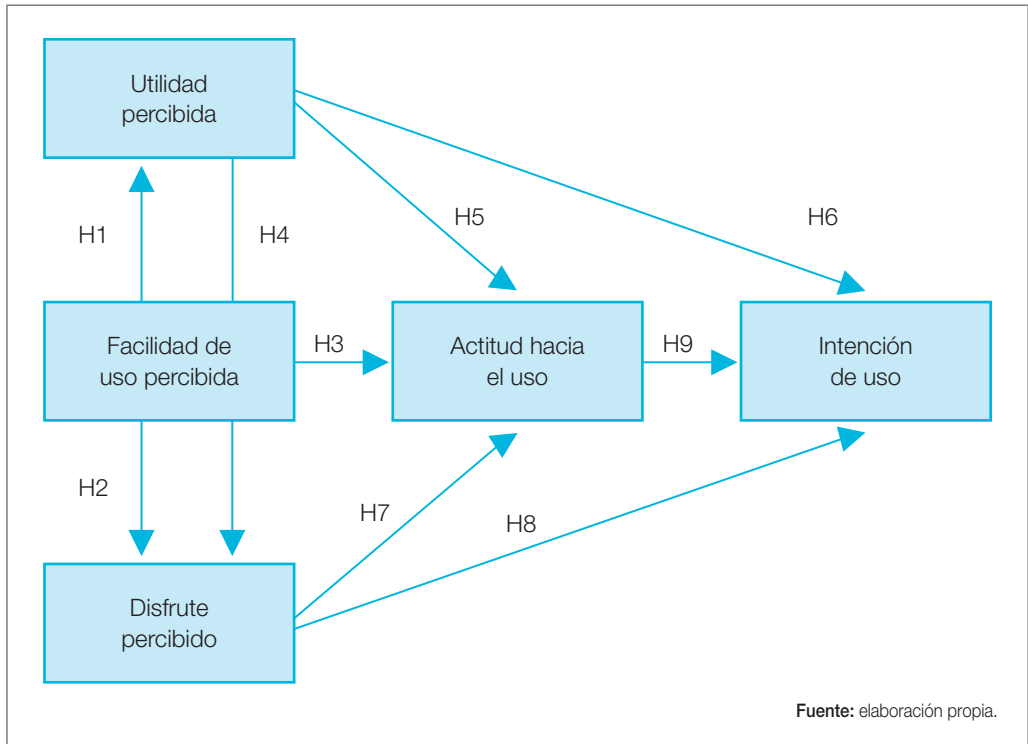 Utilidad
percibida
H1
H4
H5
H6
Facilidad de
uso percibida
H3
Actitud hacia
el uso
H9
Intención
de uso
H2
H7
H8
Disfrute
percibido
Fuente: elaboración propia.